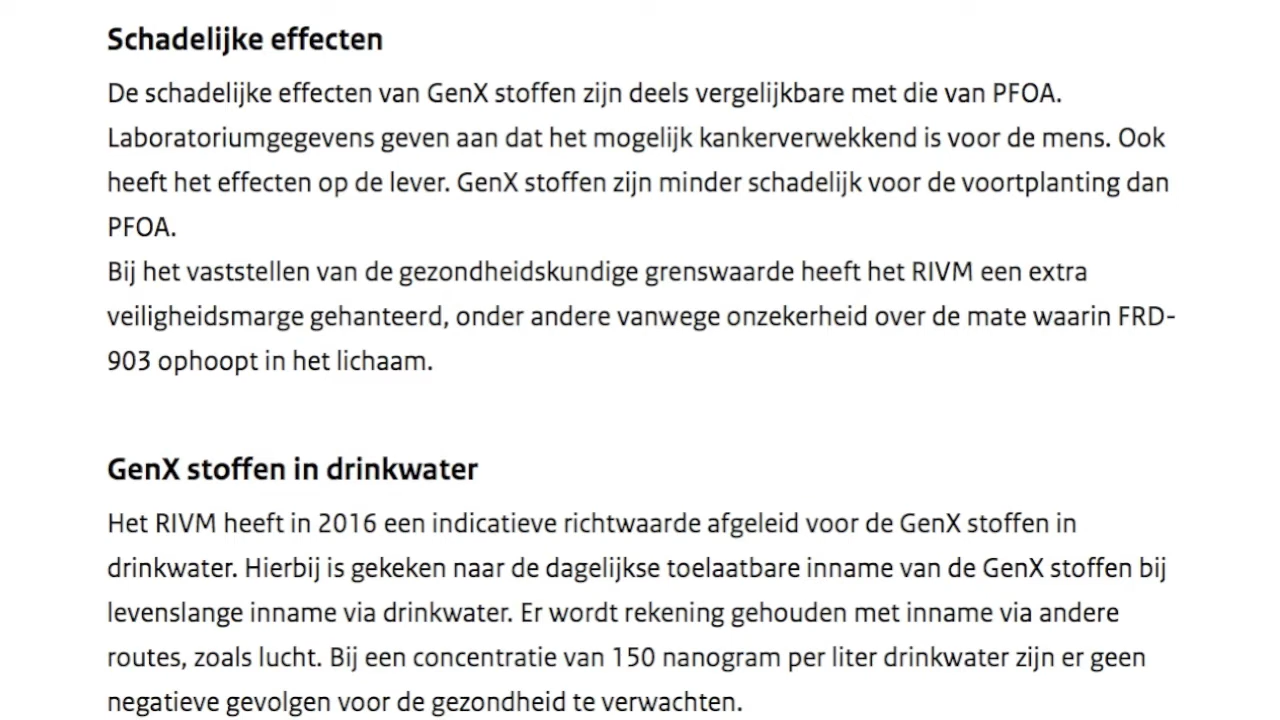 Schadelijke effecten
De schadelijke effecten van GenX stoffen zijn deels vergelijkbare met die van PFOA.
Laboratoriumgegevens geven aan dat het mogelijk kankerverwekkend is voor de mens. Ook
heeft het effecten op de lever. GenX stoffen zijn minder schadelijk voor de voortplanting dan
PFOA.
Bij het vaststellen van de gezondheidskundige grenswaarde heeft het RIVM een extra
veiligheidsmarge gehanteerd, onder andere vanwege onzekerheid over de mate waarin FRD-
903 ophoopt in het lichaam.
GenX stoffen in drinkwater
Het RIVM heeft in 2016 een indicatieve richtwaarde afgeleid voor de GenX stoffen in
drinkwater. Hierbij is gekeken naar de dagelijkse toelaatbare inname van de GenX stoffen bij
levenslange inname via drinkwater. Er wordt rekening gehouden met inname via andere
routes, zoals lucht. Bij een concentratie van 150 nanogram per liter drinkwater zijn er geen
negatieve gevolgen voor de gezondheid te verwachten.